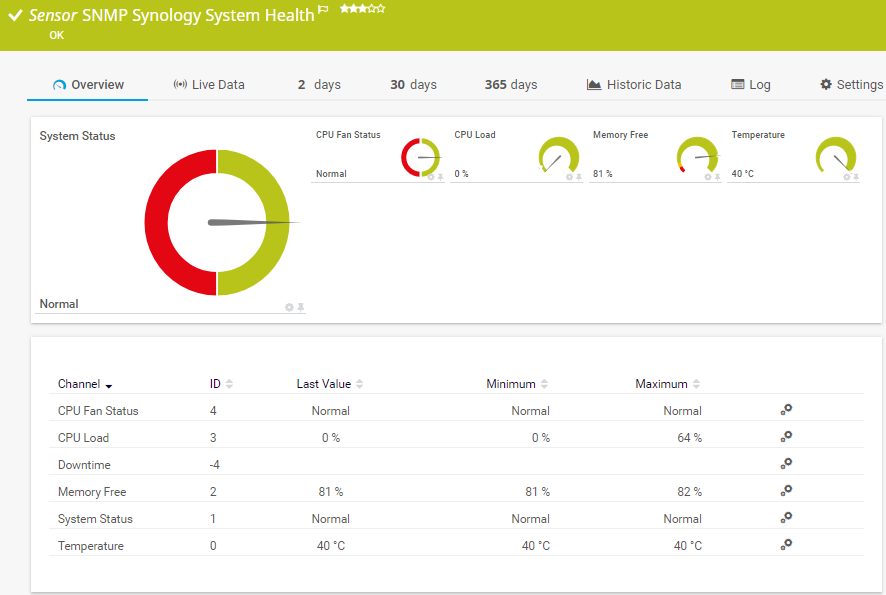 Sensor SNMP Synology System Health
OK
Overview Live Data 2 days 30 days 365 days Historic Data Log Settings
System Status
Normal
CPU Fan Status
Normal
CPU Load
0 %
Memory Free
81 %
Temperature
40 °C
Channel ID Last Value Minimum Maximum
CPU Fan Status 4 Normal Normal Normal
CPU Load 3 0 % 0 % 64 %
Downtime -4
Memory Free 2 81 % 81 % 82 %
System Status 1 Normal Normal Normal
Temperature 0 40 °C 40 °C 40 °C